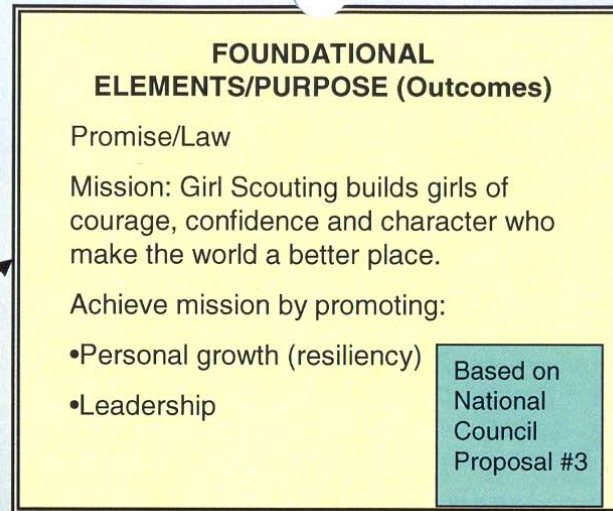 FOUNDATIONAL
ELEMENTS/PURPOSE (Outcomes)
Promise/Law
Mission: Girl Scouting builds girls of
courage, confidence and character who
make the world a better place.
Achieve mission by promoting:
•Personal growth (resiliency)
•Leadership
Based on
National
Council
Proposal #3